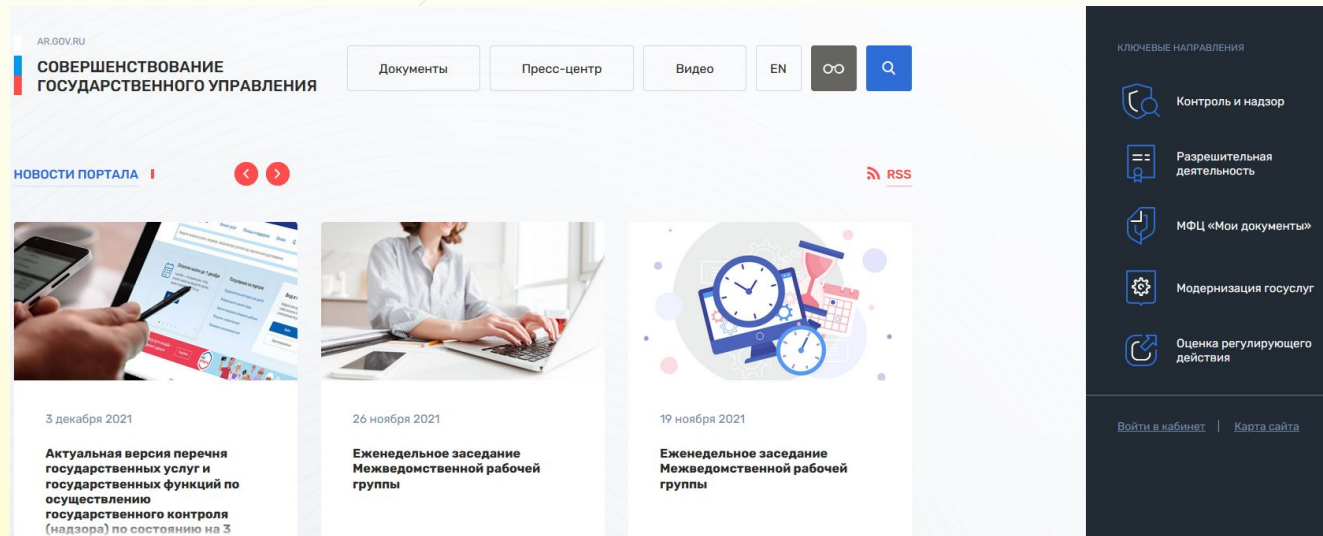 AR.GOV.RU
СОВЕРШЕНСТВОВАНИЕ
ГОСУДАРСТВЕННОГО УПРАВЛЕНИЯ
Документы
Пресс-центр
Видео
EN
НОВОСТИ ПОРТАЛА
RSS
3 декабря 2021
Актуальная версия перечня
государственных услуг и
государственных функций по
осуществлению
государственного контроля
(надзора) по состоянию на 3
26 ноября 2021
Еженедельное заседание
Межведомственной рабочей
группы
19 ноября 2021
Еженедельное заседание
Межведомственной рабочей
группы
КЛЮЧЕВЫЕ НАПРАВЛЕНИЯ
Контроль и надзор
Разрешительная
деятельность
МФЦ «Мои документы»
Модернизация госуслуг
Оценка регулирующего
действия
Войти в кабинет | Карта сайта